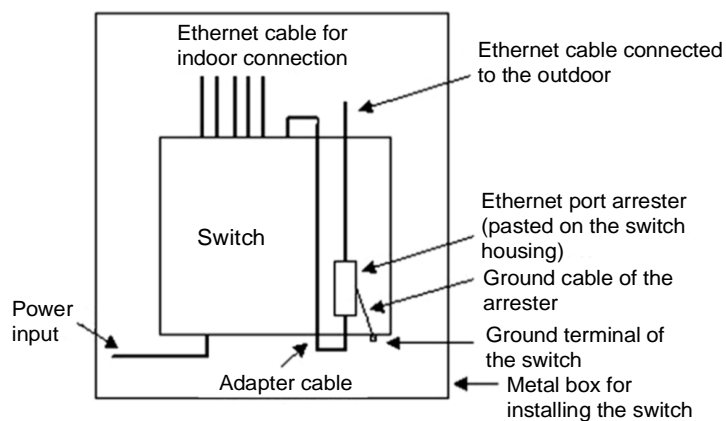 Ethernet cable for
indoor connection
Ethernet cable connected
to the outdoor
Switch
Ethernet port arrester
(pasted on the switch
housing)
Ground cable of the
arrester
Power
input
Ground terminal of
the switch
Adapter cable
Metal box for
installing the switch